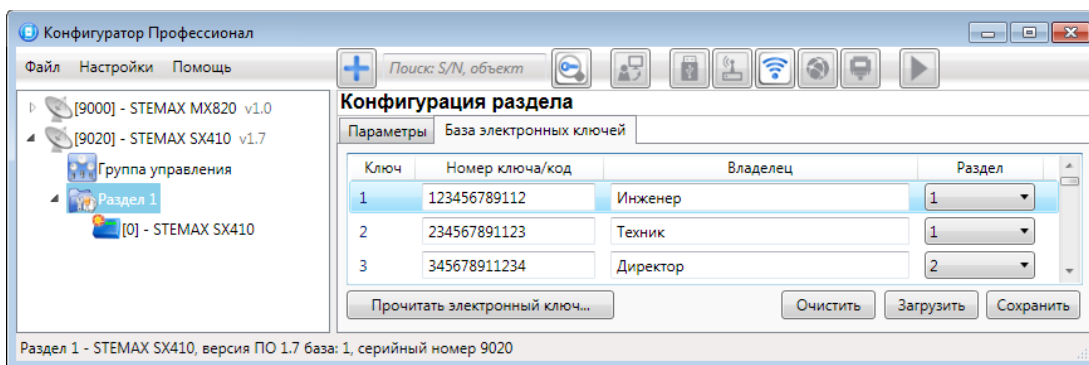 Конфигуратор Профессионал
Файл Настройки Помощь
Поиск: S/N, объект
[9000] - STEMAX MX820 v1.0
[9020] - STEMAX SX410 v1.7
Группа управления
Раздел 1
[0] - STEMAX SX410
Конфигурация раздела
Параметры База электронных ключей
Ключ Номер ключа/код Владелец Раздел
1 123456789112 Инженер 1
2 234567891123 Техник 1
3 345678911234 Директор 2
Прочитать электронный ключ... Очистить Загрузить Сохранить
Раздел 1 - STEMAX SX410, версия ПО 1.7 база: 1, серийный номер 9020